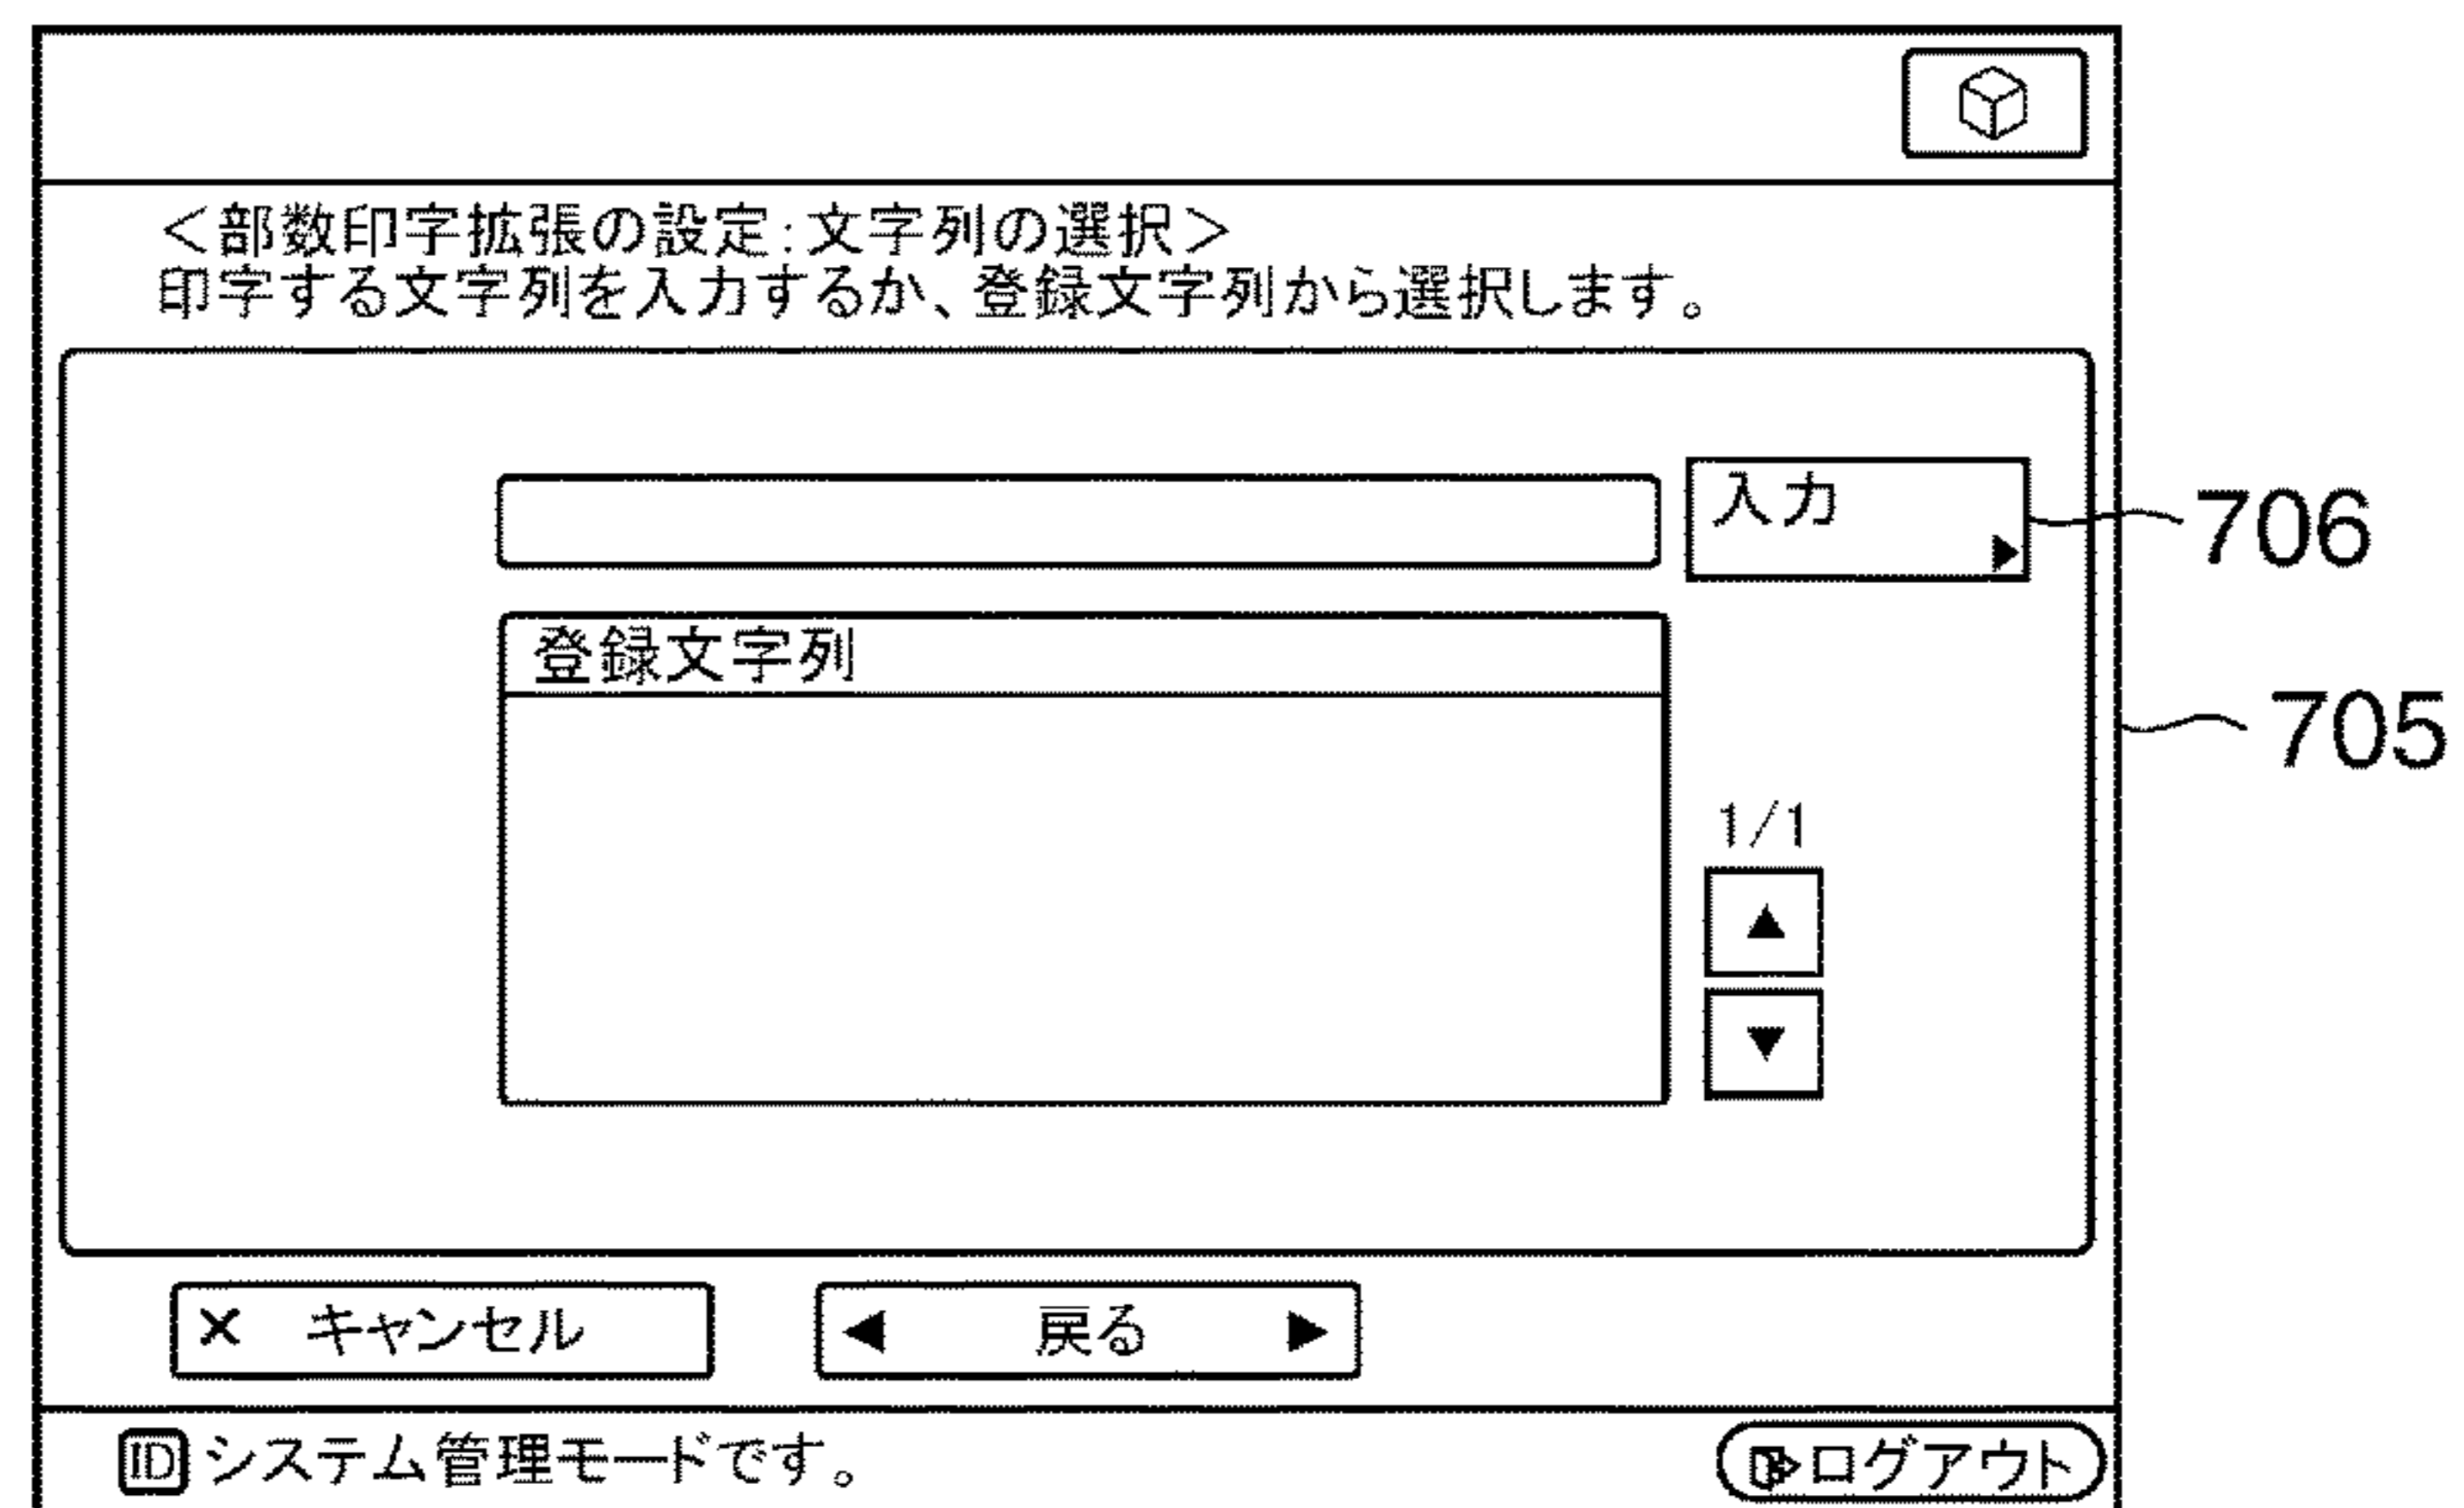 <部数印字拡張の設定:文字列の選択>
印字する文字列を入力するか、登録文字列から選択します。
入力
706
登録文字列
705
1/1
▲
▼
× キャンセル
◀ 戻る ▶
ID システム管理モードです。
ログアウト